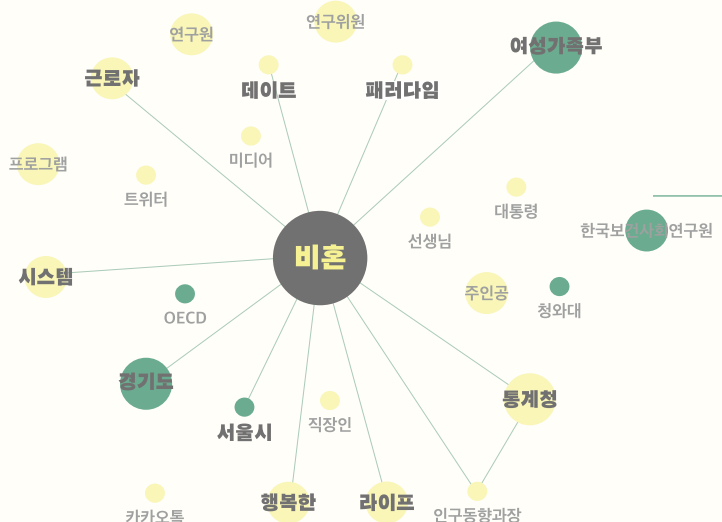 연구원
연구위원
여성가족부
근로자
데이트
패러다임
미디어
프로그램
트위터
대통령
선생님
한국보건사회연구원
비혼
시스템
OECD
주인공
청와대
경기도
서울시
직장인
통계청
행복한
라이프
카카오톡
인구동향과장